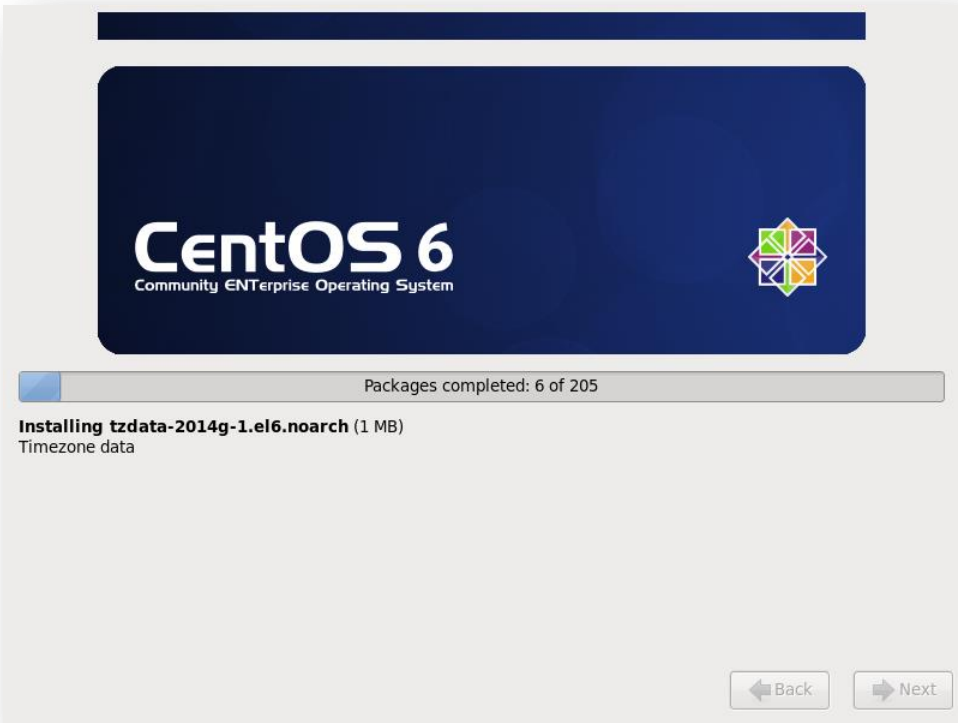 CentOS 6
Community ENTerprise Operating System
Packages completed: 6 of 205
Installing tzdata-2014g-1.el6.noarch (1 MB)
Timezone data
Back
Next